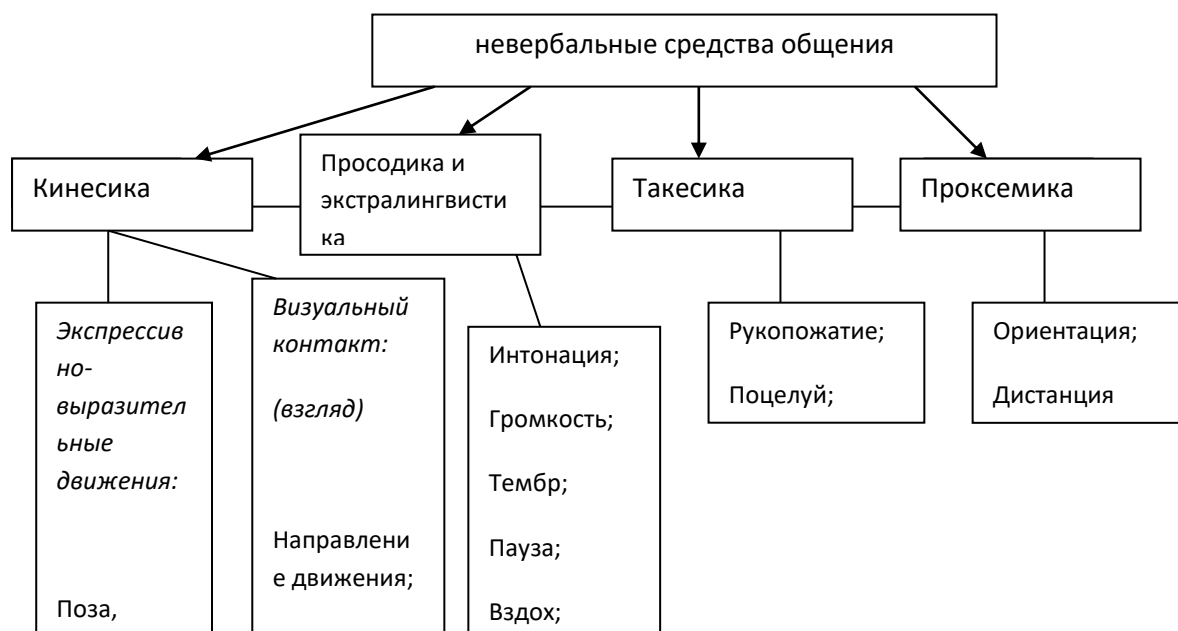 невербальные средства общения
Кинесика
Просодика и
экстралингвисти
ка
Такесика
Проксемика
Экспрессив
но-
выразител
ьные
движения:
Поза,
Визуальный
контакт:
(взгляд)
Направлени
е движения;
Интонация;
Громкость;
Тембр;
Пауза;
Вздох;
Рукопожатие;
Поцелуй;
Ориентация;
Дистанция